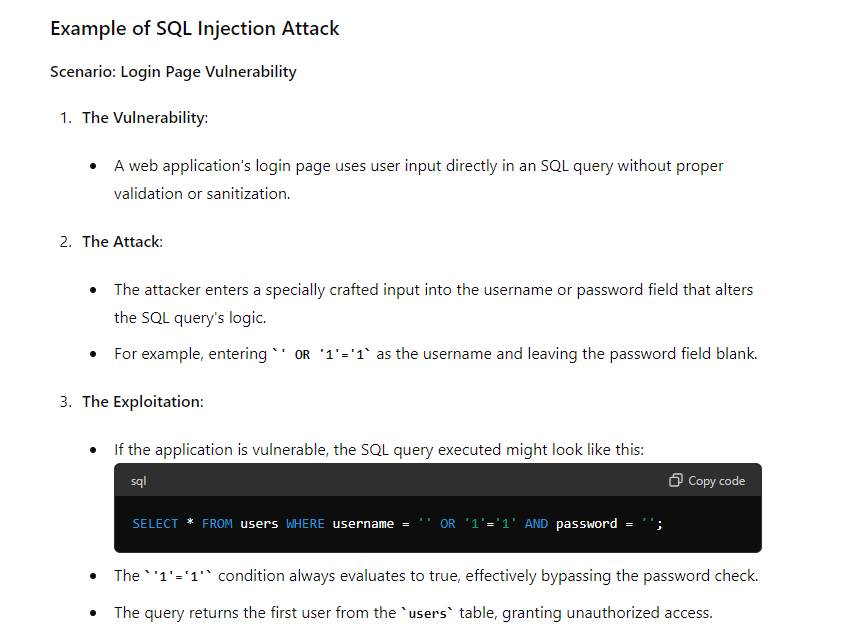 Example of SQL Injection Attack
Scenario: Login Page Vulnerability
1. The Vulnerability:
• A web application's login page uses user input directly in an SQL query without proper
validation or sanitization.
2. The Attack:
• The attacker enters a specially crafted input into the username or password field that alters
the SQL query's logic.
• For example, entering `' OR '1'='1` as the username and leaving the password field blank.
3. The Exploitation:
• If the application is vulnerable, the SQL query executed might look like this:
sql Copy code
SELECT * FROM users WHERE username = '' OR '1'='1' AND password = '';
• The `'1'='1'` condition always evaluates to true, effectively bypassing the password check.
• The query returns the first user from the `users` table, granting unauthorized access.